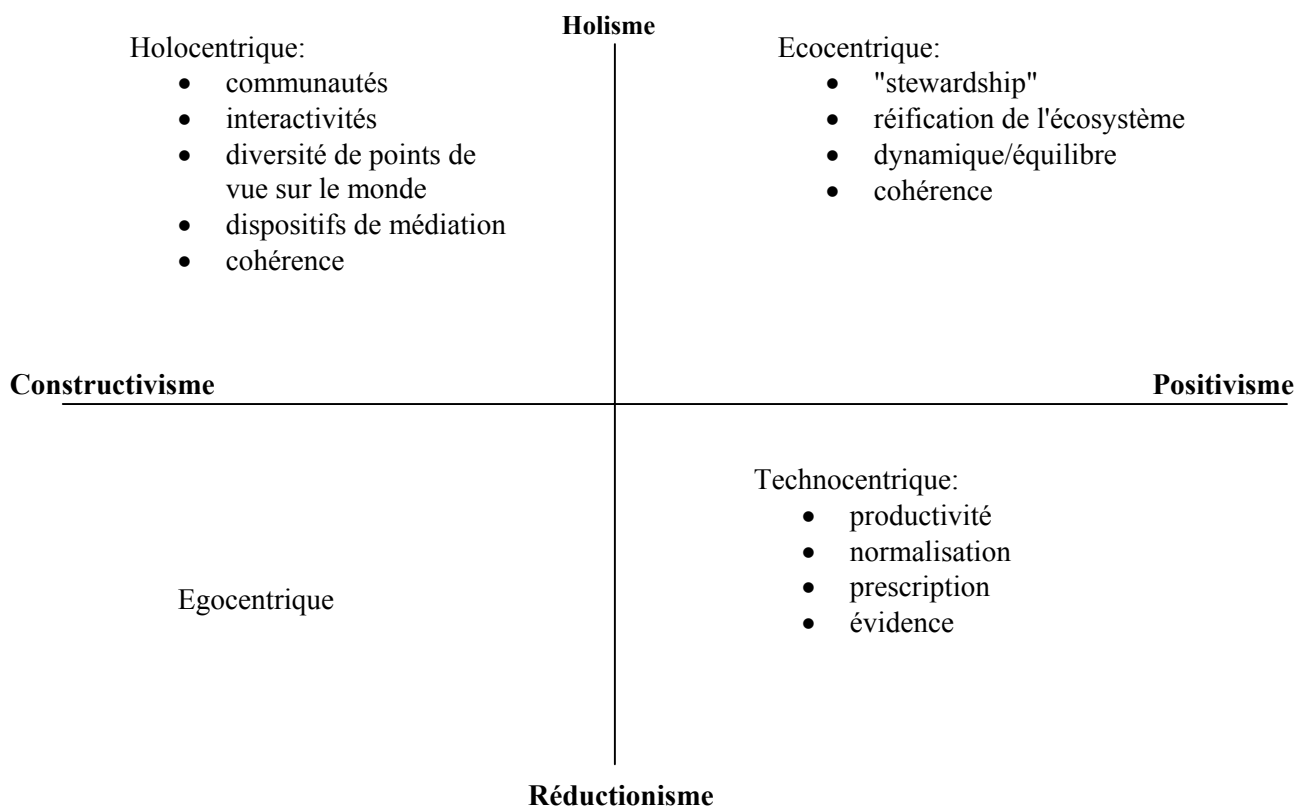 Holisme
Holocentrique:
• communautés
• interactivités
• diversité de points de
vue sur le monde
• dispositifs de médiation
• cohérence
Ecocentrique:
• "stewardship"
• réification de l'écosystème
• dynamique/équilibre
• cohérence
Constructivisme
Positivisme
Egocentrique
Technocentrique:
• productivité
• normalisation
• prescription
• évidence
Réductionisme